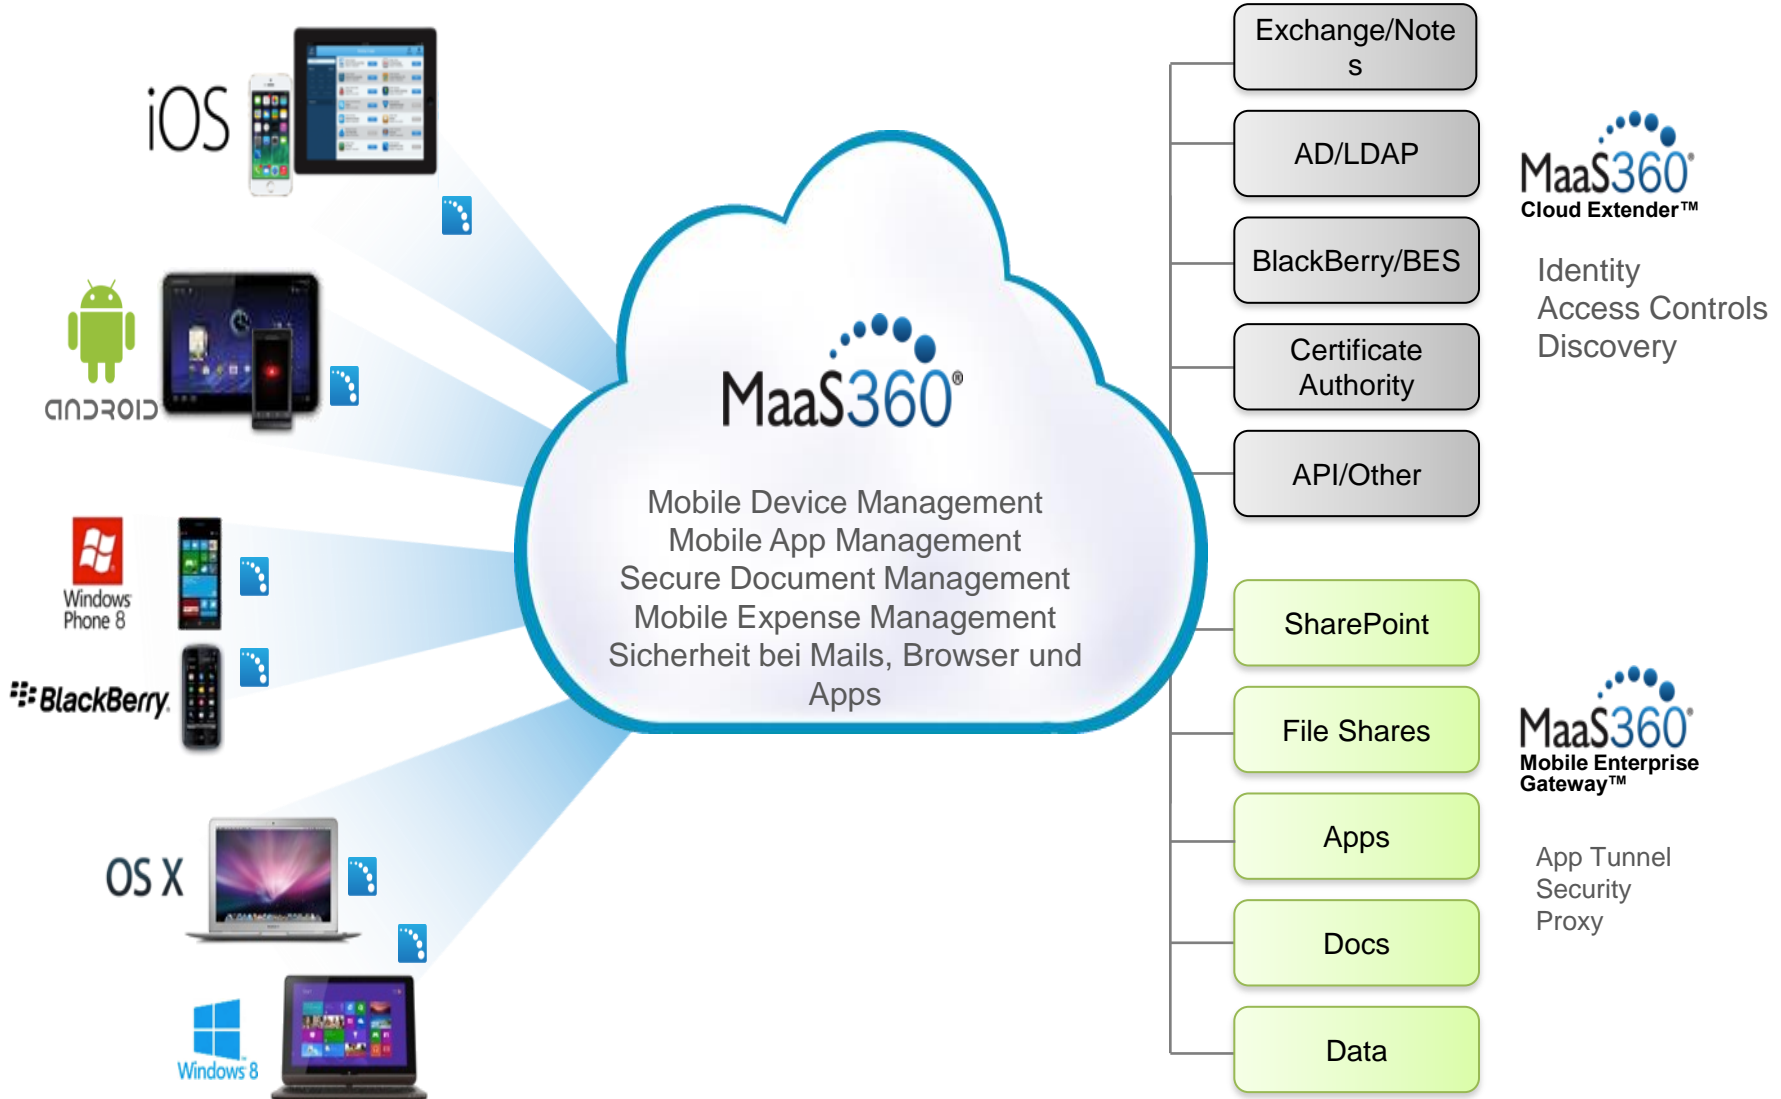 iOS
ANDROID
Windows
Phone 8
BlackBerry
OS X
Windows 8
MaaS360®
Mobile Device Management
Mobile App Management
Secure Document Management
Mobile Expense Management
Sicherheit bei Mails, Browser und
Apps
Exchange/Note
s
AD/LDAP
BlackBerry/BES
Certificate
Authority
API/Other
SharePoint
File Shares
Apps
Docs
Data
MaaS360®
Cloud Extender™
Identity
Access Controls
Discovery
MaaS360®
Mobile Enterprise
Gateway™
App Tunnel
Security
Proxy